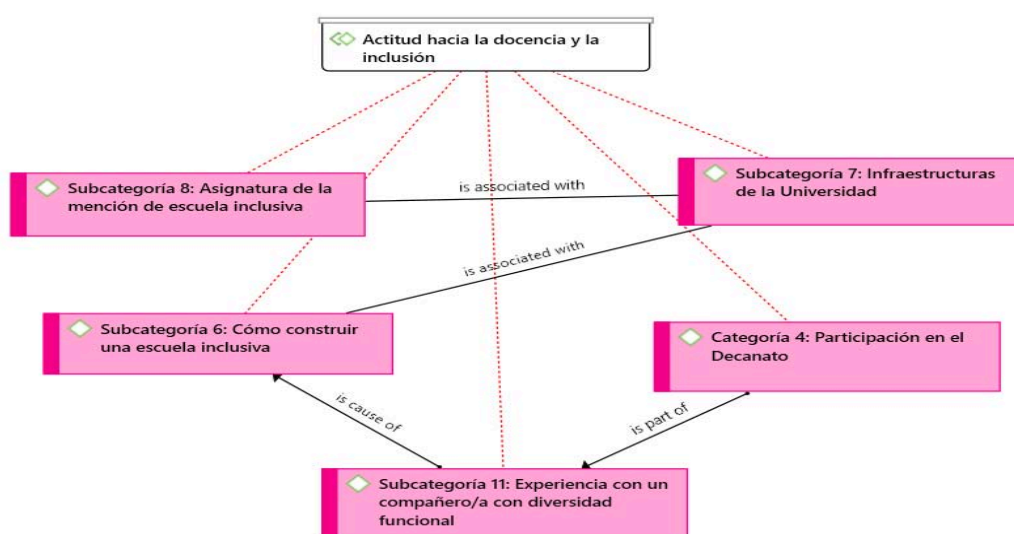 Actitud hacia la docencia y la
inclusión
Subcategoría 8: Asignatura de la
mención de escuela inclusiva
is associated with
Subcategoría 7: Infraestructuras
de la Universidad
is associated with
Subcategoría 6: Cómo construir
una escuela inclusiva
Categoría 4: Participación en el
Decanato
is cause of
is part of
Subcategoría 11: Experiencia con un
compañero/a con diversidad
funcional